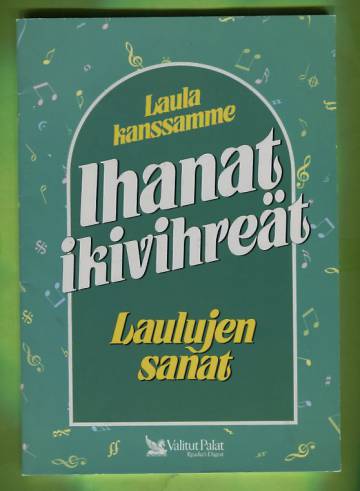 Laula
kanssamme
Ihanat
ikivihreät
Laulujen
sanat
Valitut Palat
Reader's Digest